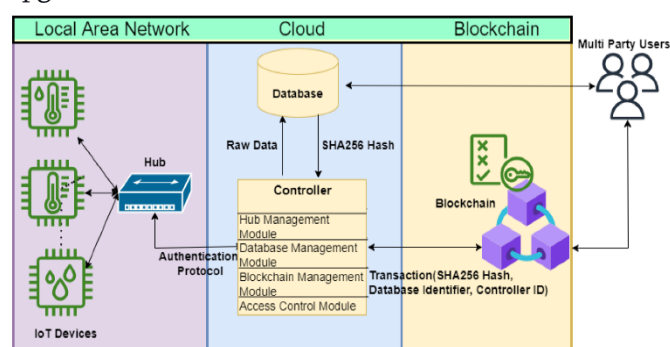 Local Area Network
Cloud
Blockchain
Multi Party Users
Database
Raw Data
SHA256 Hash
Hub
Controller
Hub Management
Module
Database Management
Module
Blockchain Management
Module
Access Control Module
Authentication
Protocol
Blockchain
Transaction(SHA256 Hash,
Database Identifier, Controller ID)
IoT Devices